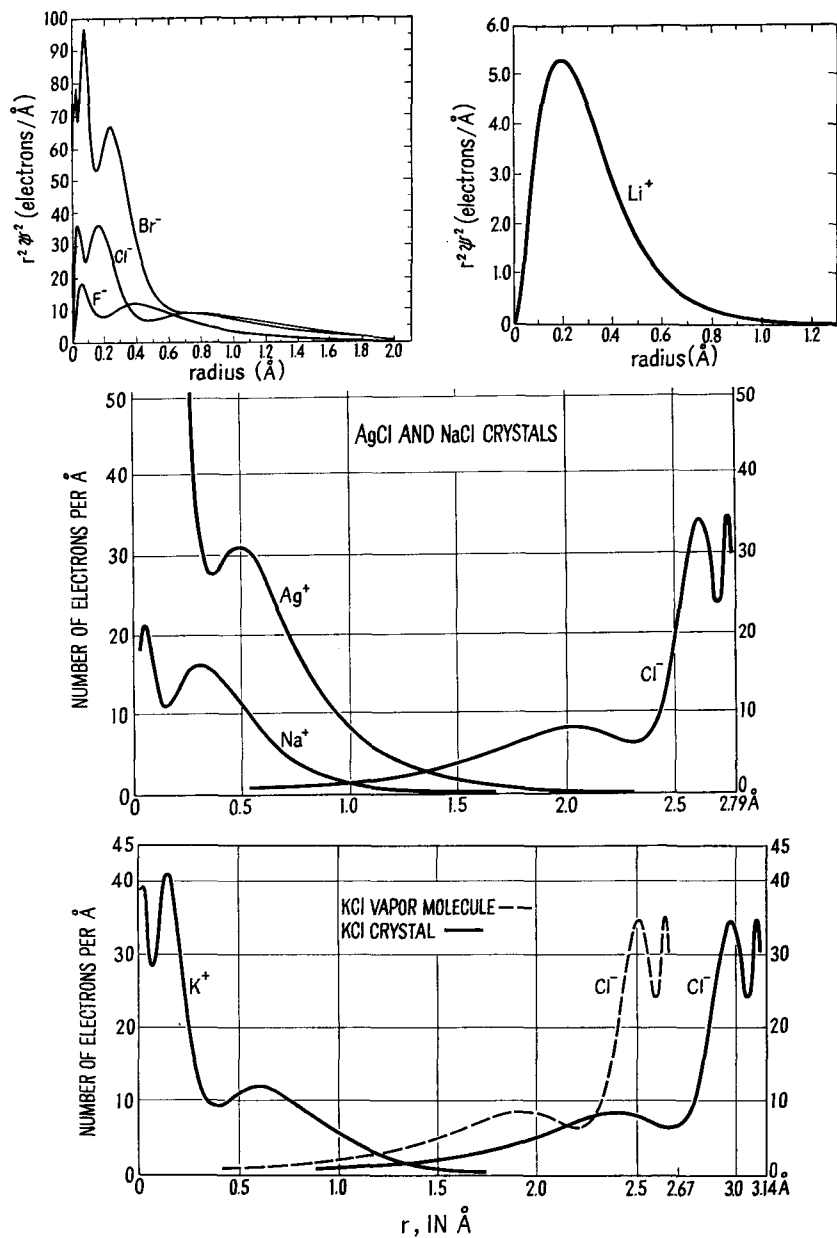 100
90
80
70
60
50
40
30
20
10
0
r²ψ² (electrons/Å)
Br⁻
Cl⁻
F⁻
0 0.2 0.4 0.6 0.8 1.0 1.2 1.4 1.6 1.8 2.0
radius (Å)
6.0
5.0
4.0
3.0
2.0
1.0
0
r²ψ² (electrons/Å)
Li⁺
0 0.2 0.4 0.6 0.8 1.0 1.2
radius(Å)
50
40
30
20
10
0
NUMBER OF ELECTRONS PER Å
AgCl AND NaCl CRYSTALS
Ag⁺
Na⁺
Cl⁻
50
40
30
20
10
0
0 0.5 1.0 1.5 2.0 2.5 2.79Å
45
40
30
20
10
0
NUMBER OF ELECTRONS PER Å
KCl VAPOR MOLECULE
KCl CRYSTAL
K⁺
Cl⁻
Cl⁻
45
40
30
20
10
0
0 0.5 1.0 1.5 2.0 2.5 2.67 3.0 3.14Å
r, IN Å